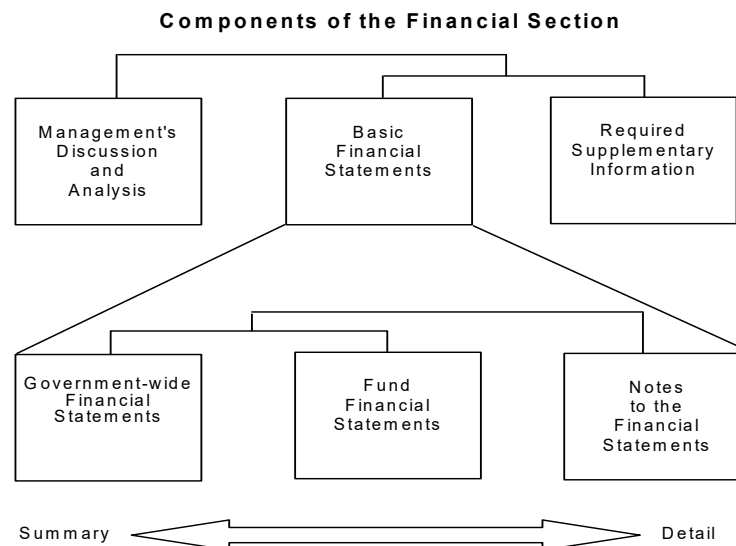 Components of the Financial Section
Management's
Discussion
and
Analysis
Basic
Financial
Statements
Required
Supplementary
Information
Government-wide
Financial
Statements
Fund
Financial
Statements
Notes
to the
Financial
Statements
Summary
Detail